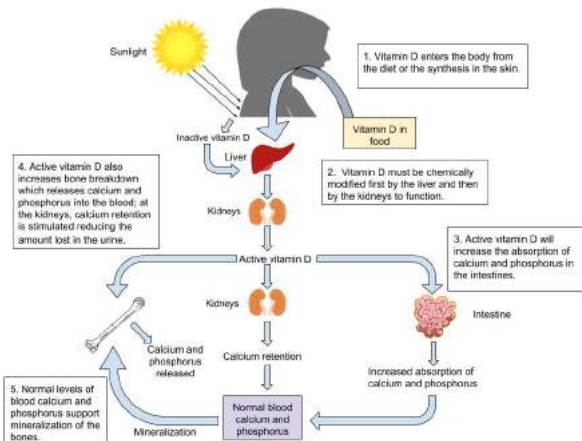 Sunlight
1. Vitamin D enters the body from
the diet or the synthesis in the skin.
Vitamin D in
food
Inactive vitamin D
Liver
2. Vitamin D must be chemically
modified first by the liver and then
by the kidneys to function.
4. Active vitamin D also
increases bone breakdown
which releases calcium and
phosphorus into the blood; at
the kidneys, calcium retention
is stimulated reducing the
amount lost in the urine.
Kidneys
3. Active vitamin D will
increase the absorption of
calcium and phosphorus in
the intestines.
Active vitamin D
Kidneys
Intestine
Calcium and
phosphorus
released
Calcium retention
Increased absorption of
calcium and phosphorus
5. Normal levels of
blood calcium and
phosphorus support
mineralization of the
bones.
Mineralization
Normal blood
calcium and
phosphorus